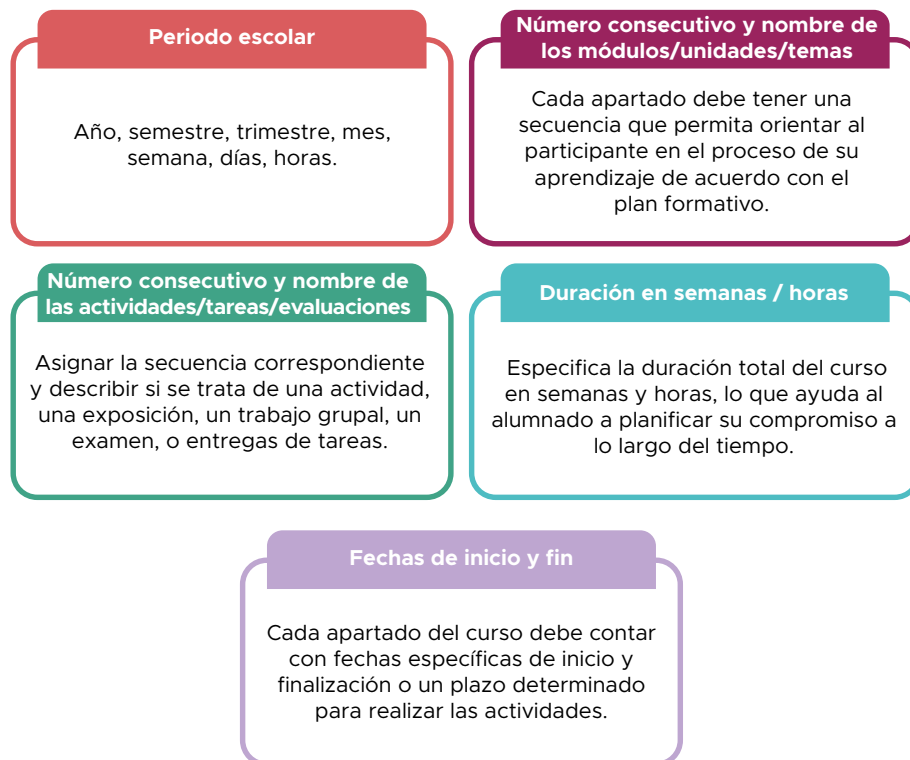 Periodo escolar
Año, semestre, trimestre, mes,
semana, días, horas.
Número consecutivo y nombre de
los módulos/unidades/temas
Cada apartado debe tener una
secuencia que permita orientar al
participante en el proceso de su
aprendizaje de acuerdo con el
plan formativo.
Número consecutivo y nombre de
las actividades/tareas/evaluaciones
Asignar la secuencia correspondiente
y describir si se trata de una actividad,
una exposición, un trabajo grupal, un
examen, o entregas de tareas.
Duración en semanas / horas
Especifica la duración total del curso
en semanas y horas, lo que ayuda al
alumnado a planificar su compromiso a
lo largo del tiempo.
Fechas de inicio y fin
Cada apartado del curso debe contar
con fechas específicas de inicio y
finalización o un plazo determinado
para realizar las actividades.